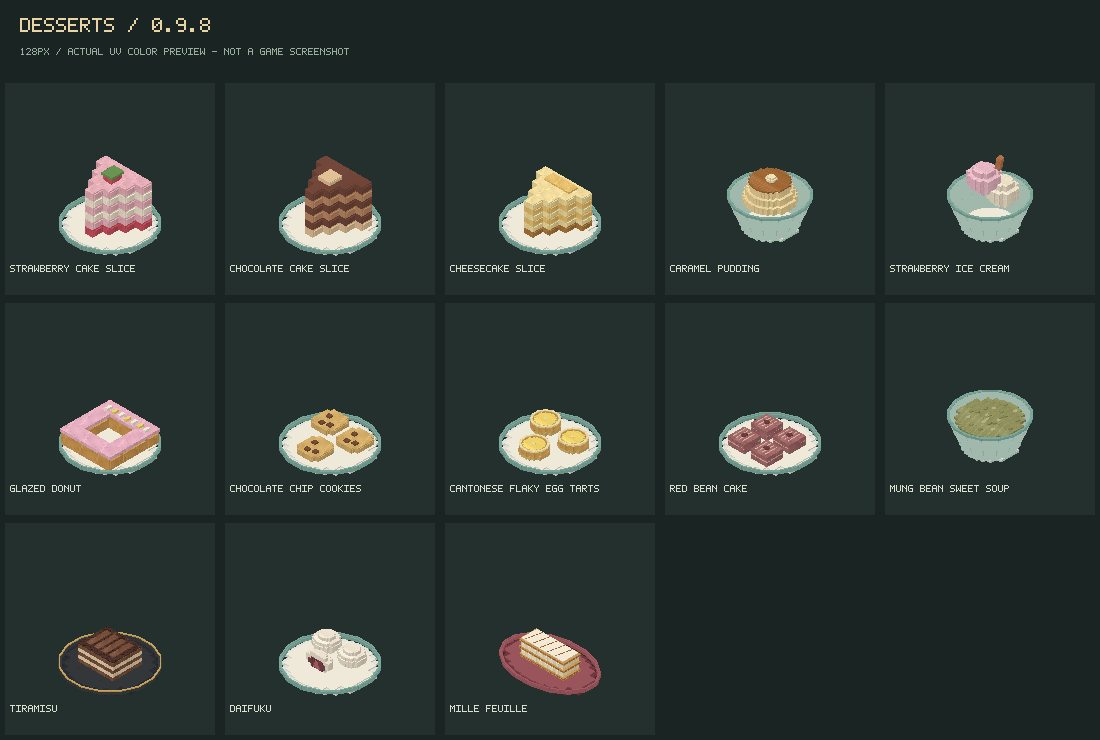 DESSERTS / 0.9.8
128PX / ACTUAL UV COLOR PREVIEW — NOT A GAME SCREENSHOT
STRAWBERRY CAKE SLICE
CHOCOLATE CAKE SLICE
CHEESECAKE SLICE
CARAMEL PUDDING
STRAWBERRY ICE CREAM
GLAZED DONUT
CHOCOLATE CHIP COOKIES
CANTONESE FLAKY EGG TARTS
RED BEAN CAKE
MUNG BEAN SWEET SOUP
TIRAMISU
DAIFUKU
MILLE FEUILLE